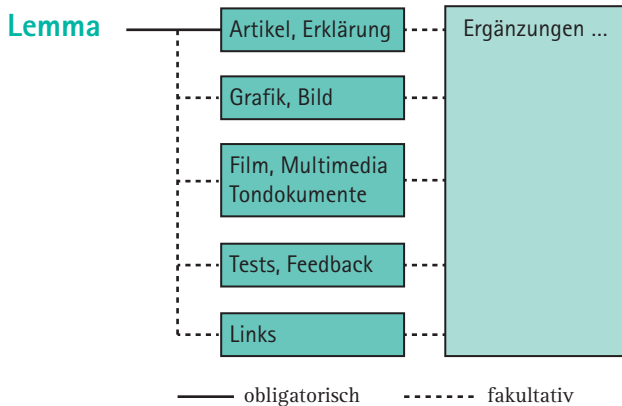 Lemma
Artikel, Erklärung
Ergänzungen ...
Grafik, Bild
Film, Multimedia
Tondokumente
Tests, Feedback
Links
obligatorisch
fakultativ